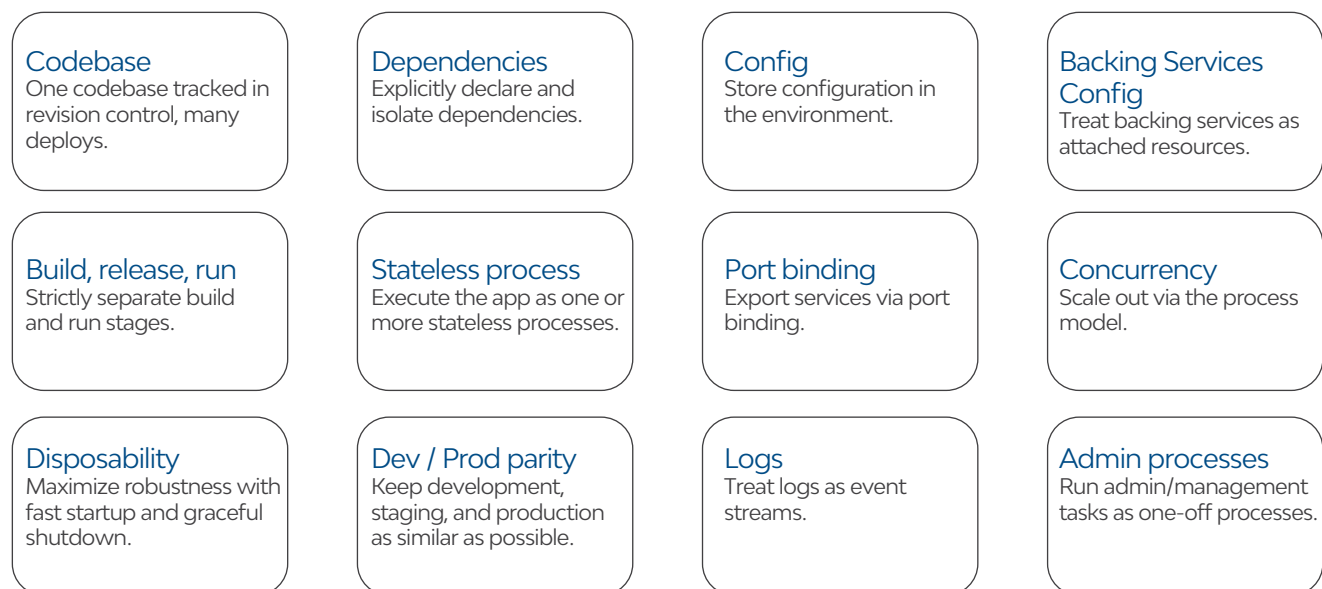 Codebase
One codebase tracked in
revision control, many
deploys.
Dependencies
Explicitly declare and
isolate dependencies.
Config
Store configuration in
the environment.
Backing Services
Config
Treat backing services as
attached resources.
Build, release, run
Strictly separate build
and run stages.
Stateless process
Execute the app as one or
more stateless processes.
Port binding
Export services via port
binding.
Concurrency
Scale out via the process
model.
Disposability
Maximize robustness with
fast startup and graceful
shutdown.
Dev / Prod parity
Keep development,
staging, and production
as similar as possible.
Logs
Treat logs as event
streams.
Admin processes
Run admin/management
tasks as one-off processes.